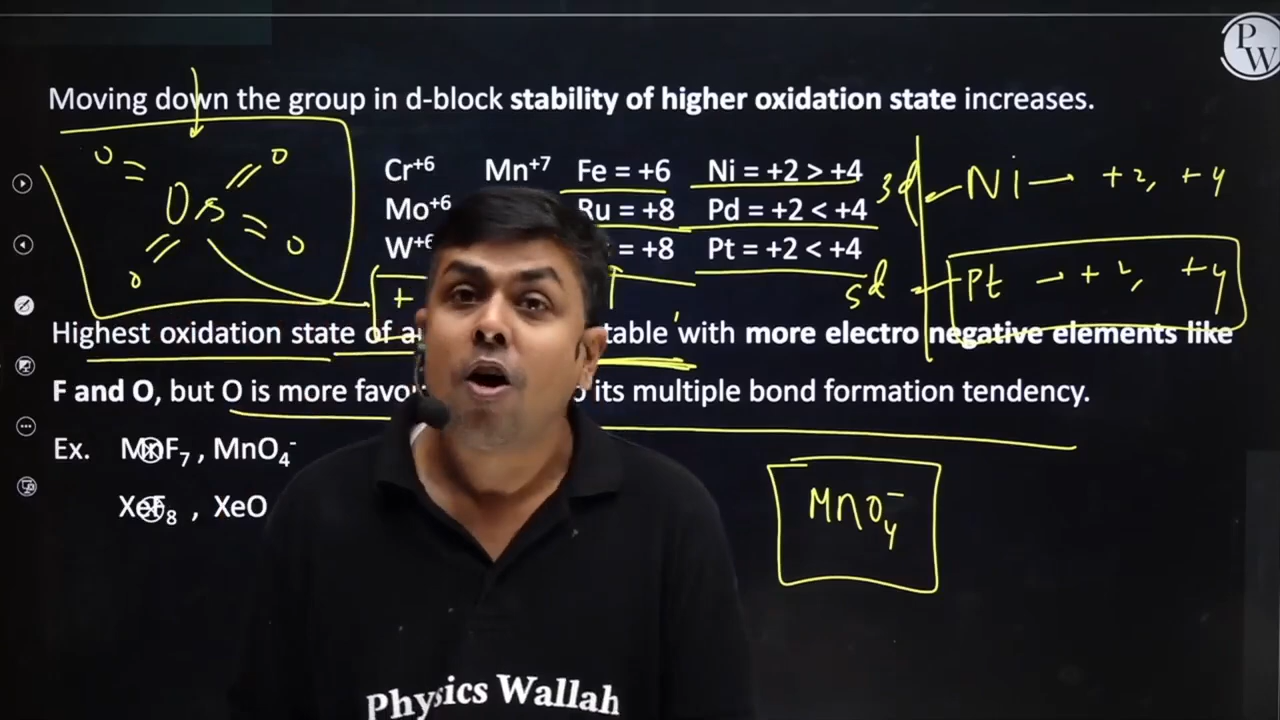 P W
Moving down the group in d-block stability of higher oxidation state increases.
O = Os = O
O = = O
Cr+6 Mn+7 Fe = +6 Ni = +2 > +4
Mo+6 Ru = +8 Pd = +2 < +4
W+6 = +8 Pt = +2 < +4
3d Ni → +2, +4
5d Pt → +2, +4
+
Highest oxidation state of table with more electro negative elements like
F and O, but O is more its multiple bond formation tendency.
Ex. MnF7 , MnO4-
XeF8 , XeO
MnO4-
Physics Wallah